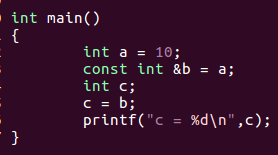 int main()
{
        int a = 10;
        const int &b = a;
        int c;
        c = b;
        printf("c = %d\n",c);
}